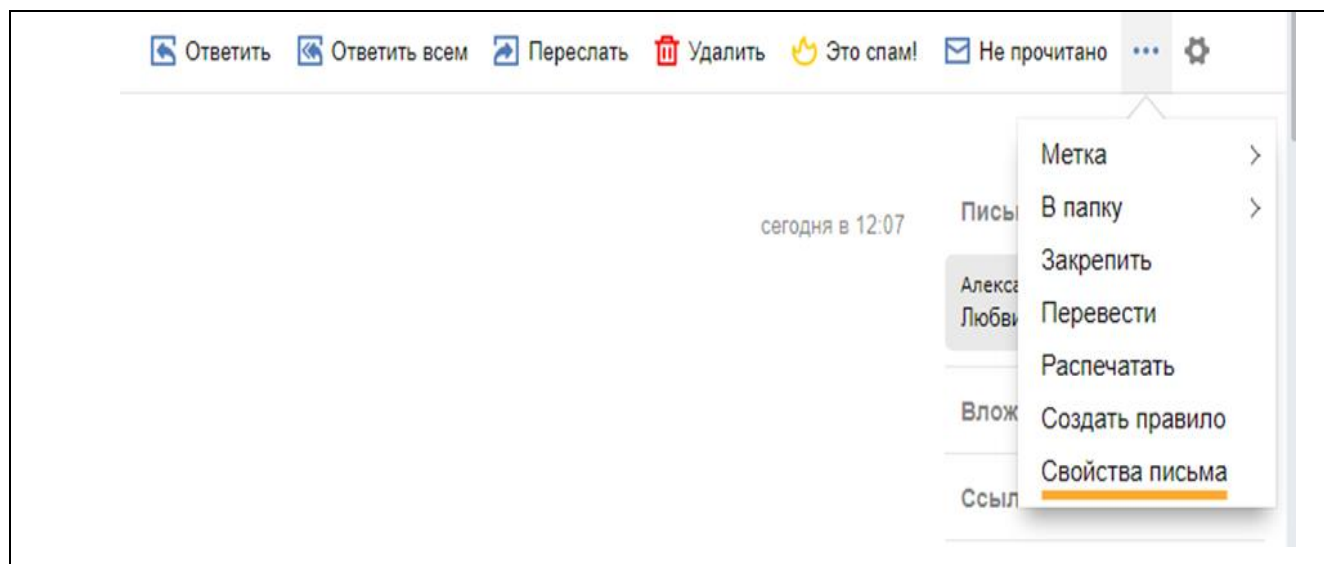 Ответить Ответить всем Переслать Удалить Это спам! Не прочитано
Метка
сегодня в 12:07
В папку
Закрепить
Перевести
Распечатать
Создать правило
Свойства письма